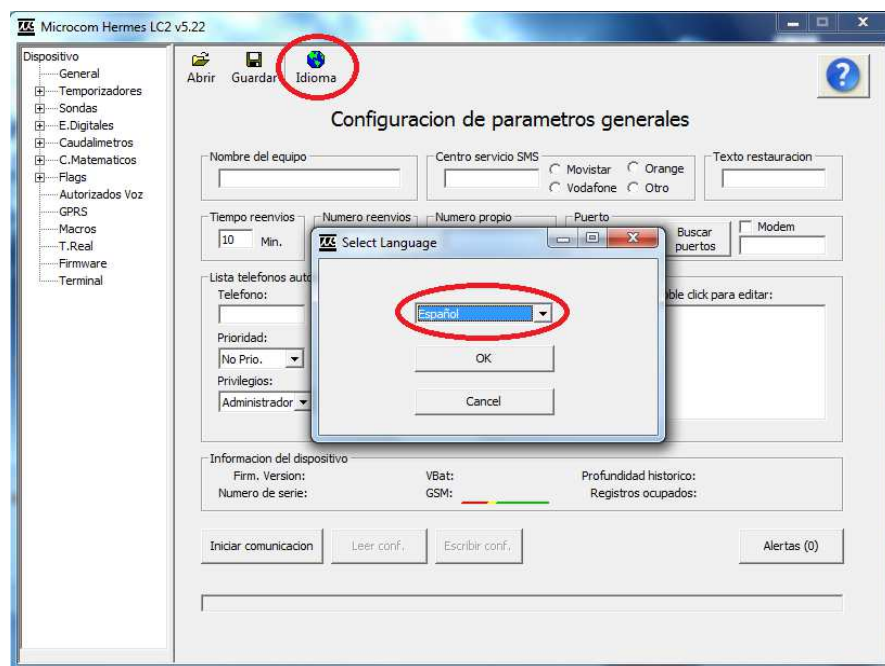 Microcom Hermes LC2 v5.22
Dispositivo
General
Temporizadores
Sondas
E.Digitales
Caudalimetros
C.Matematicos
Flags
Autorizados Voz
GPRS
Macros
T.Real
Firmware
Terminal
Abrir Guardar Idioma
?
Configuracion de parametros generales
Nombre del equipo Centro servicio SMS Texto restauracion
Movistar Orange
Vodafone Otro
Tiempo reenvios Numero reenvios Numero propio Puerto
10 Min. Buscar puertos Modem
Select Language
Español
OK
Cancel
Lista telefonos
Telefono: click para editar:
Prioridad:
No Prio.
Privilegios:
Administrador
Informacion del dispositivo
Firm. Version: VBat: Profundidad historico:
Numero de serie: GSM: Registros ocupados:
Iniciar comunicacion Leer conf. Escribir conf. Alertas (0)